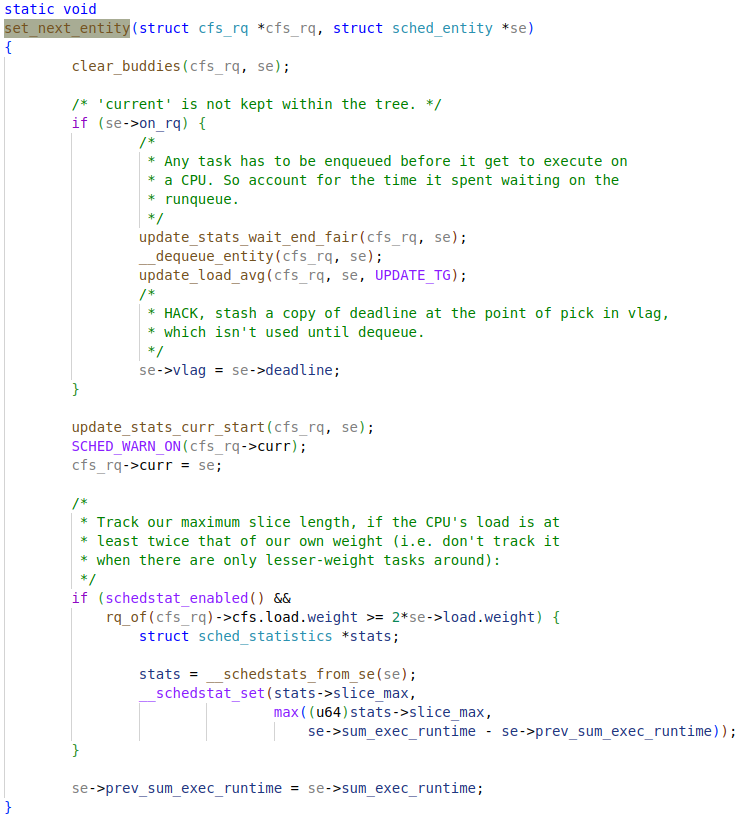 static void
set_next_entity(struct cfs_rq *cfs_rq, struct sched_entity *se)
{
        clear_buddies(cfs_rq, se);

        /* 'current' is not kept within the tree. */
        if (se->on_rq) {
                /*
                 * Any task has to be enqueued before it get to execute on
                 * a CPU. So account for the time it spent waiting on the
                 * runqueue.
                 */
                update_stats_wait_end_fair(cfs_rq, se);
                __dequeue_entity(cfs_rq, se);
                update_load_avg(cfs_rq, se, UPDATE_TG);
                /*
                 * HACK, stash a copy of deadline at the point of pick in vlag,
                 * which isn't used until dequeue.
                 */
                se->vlag = se->deadline;
        }

        update_stats_curr_start(cfs_rq, se);
        SCHED_WARN_ON(cfs_rq->curr);
        cfs_rq->curr = se;

        /*
         * Track our maximum slice length, if the CPU's load is at
         * least twice that of our own weight (i.e. don't track it
         * when there are only lesser-weight tasks around):
         */
        if (schedstat_enabled() &&
            rq_of(cfs_rq)->cfs.load.weight >= 2*se->load.weight) {
                struct sched_statistics *stats;

                stats = __schedstats_from_se(se);
                __schedstat_set(stats->slice_max,
                                max((u64)stats->slice_max,
                                    se->sum_exec_runtime - se->prev_sum_exec_runtime));
        }

        se->prev_sum_exec_runtime = se->sum_exec_runtime;
}